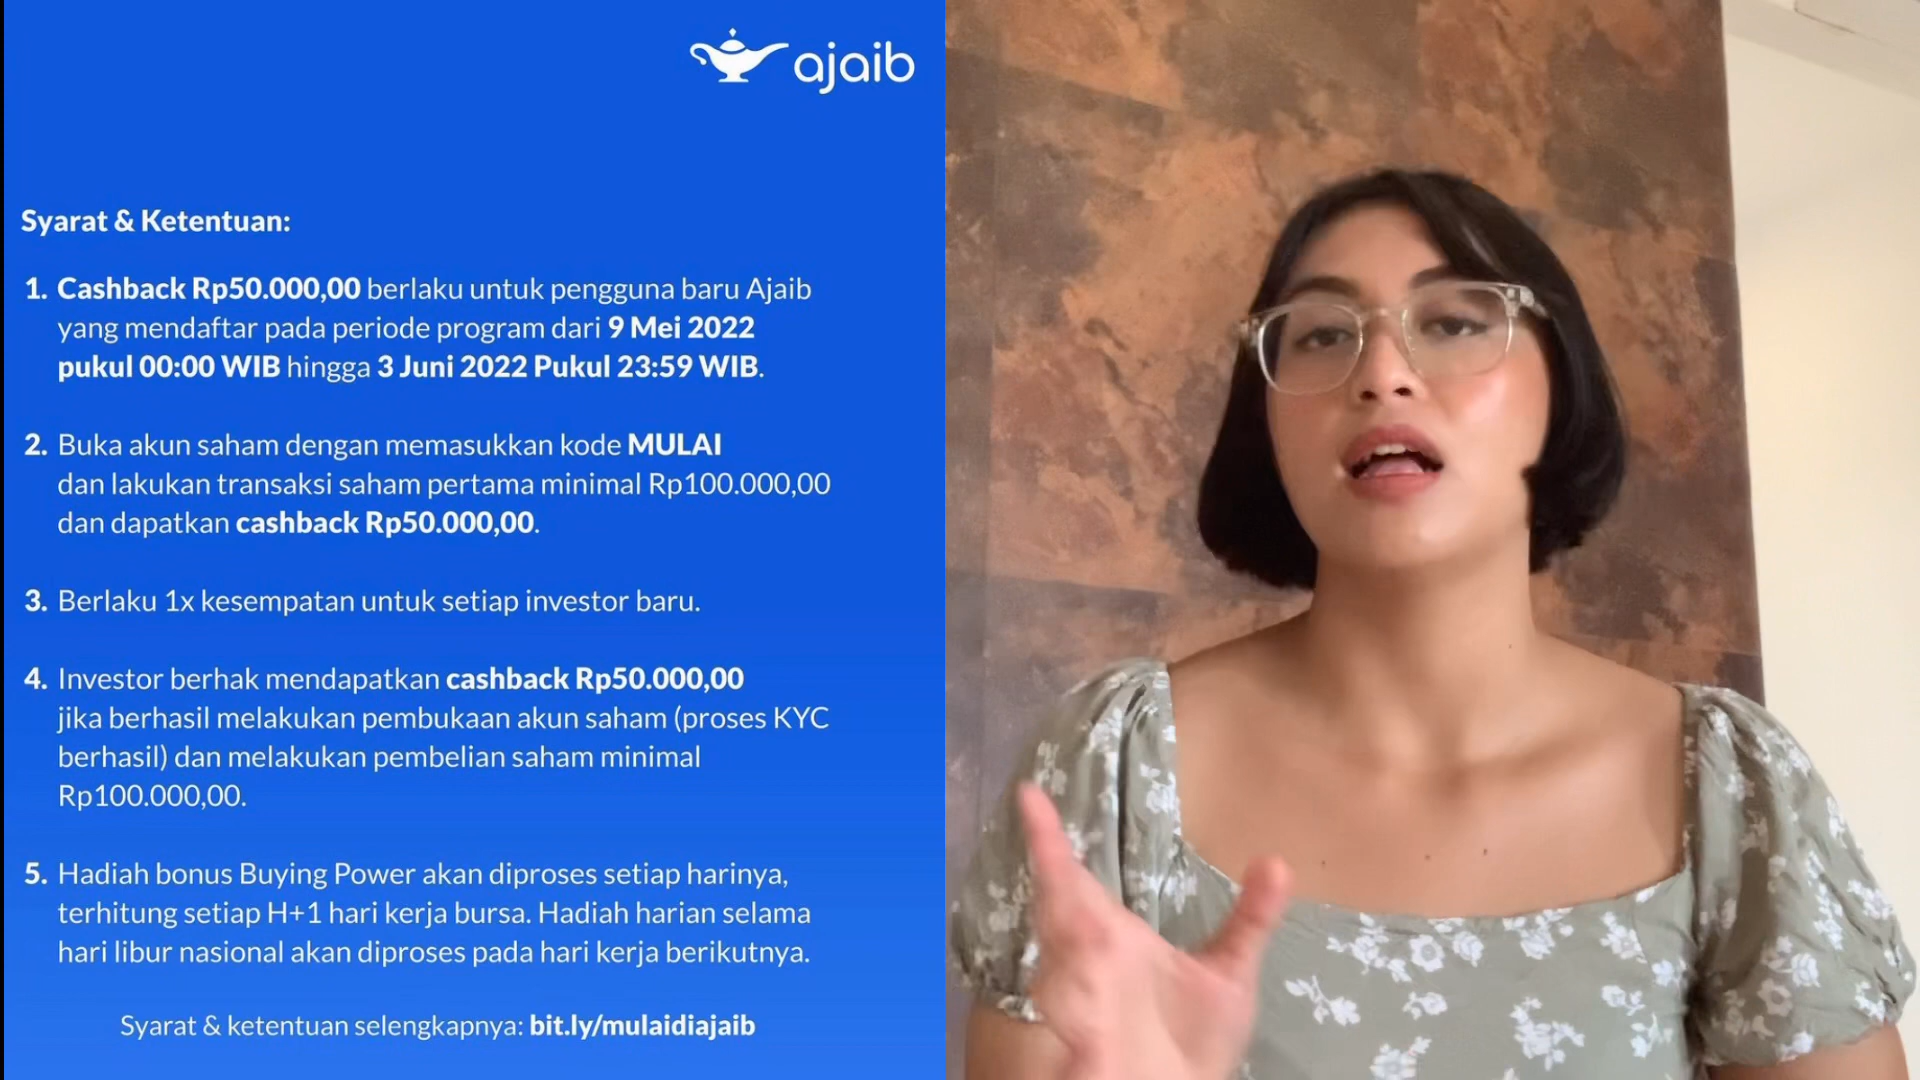 ajaib
Syarat & Ketentuan:
1. Cashback Rp50.000,00 berlaku untuk pengguna baru Ajaib
yang mendaftar pada periode program dari 9 Mei 2022
pukul 00:00 WIB hingga 3 Juni 2022 Pukul 23:59 WIB.
2. Buka akun saham dengan memasukkan kode MULAI
dan lakukan transaksi saham pertama minimal Rp100.000,00
dan dapatkan cashback Rp50.000,00.
3. Berlaku 1x kesempatan untuk setiap investor baru.
4. Investor berhak mendapatkan cashback Rp50.000,00
jika berhasil melakukan pembukaan akun saham (proses KYC
berhasil) dan melakukan pembelian saham minimal
Rp100.000,00.
5. Hadiah bonus Buying Power akan diproses setiap harinya,
terhitung setiap H+1 hari kerja bursa. Hadiah harian selama
hari libur nasional akan diproses pada hari kerja berikutnya.
Syarat & ketentuan selengkapnya: bit.ly/mulaidiajaib